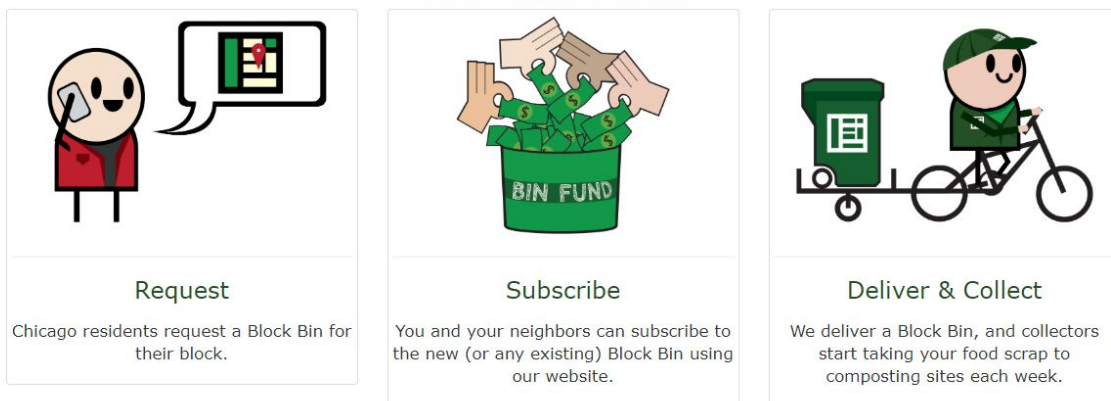 BIN FUND
Request
Chicago residents request a Block Bin for
their block.
Subscribe
You and your neighbors can subscribe to
the new (or any existing) Block Bin using
our website.
Deliver & Collect
We deliver a Block Bin, and collectors
start taking your food scrap to
composting sites each week.